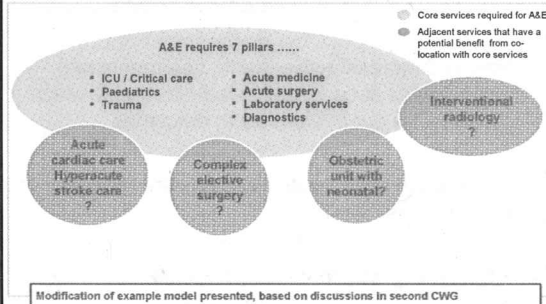 Core services required for A&E
Adjacent services that have a
potential benefit from co-
location with core services
A&E requires 7 pillars ……
▪ ICU / Critical care
▪ Paediatrics
▪ Trauma
▪ Acute medicine
▪ Acute surgery
▪ Laboratory services
▪ Diagnostics
Interventional
radiology
?
Acute
cardiac care
Hyperacute
stroke care
?
Complex
elective
surgery
?
Obstetric
unit with
neonatal?
Modification of example model presented, based on discussions in second CWG